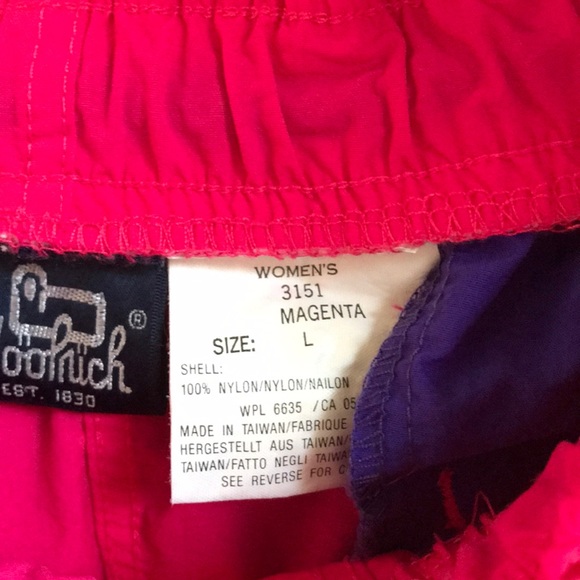 Woolrich
®
EST. 1830
WOMEN'S
3151
MAGENTA
SIZE: L
SHELL:
100% NYLON/NYLON/NAILON
WPL 6635 /CA 05
MADE IN TAIWAN/FABRIQUE
HERGESTELLT AUS TAIWAN/
TAIWAN/FATTO NEGLI TAIWA
SEE REVERSE FOR C